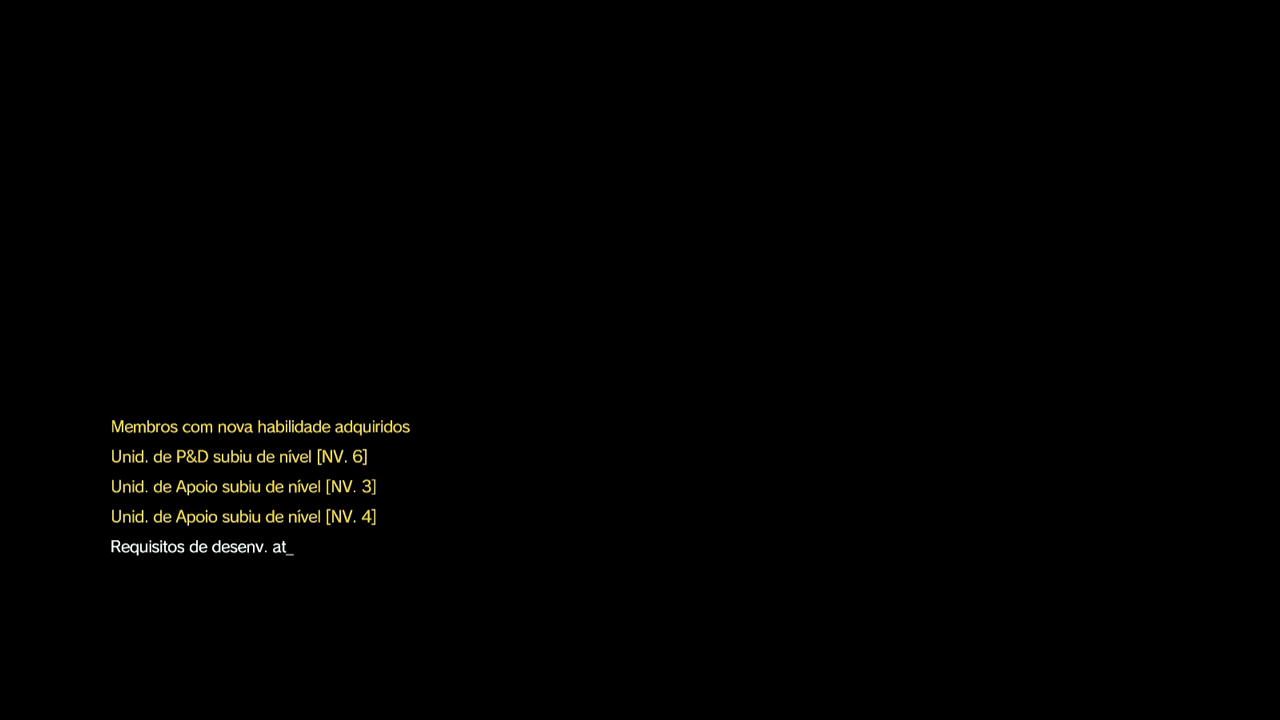 Membros com nova habilidade adquiridos
Unid. de P&D subiu de nível [NV. 6]
Unid. de Apoio subiu de nível [NV. 3]
Unid. de Apoio subiu de nível [NV. 4]
Requisitos de desenv. at_